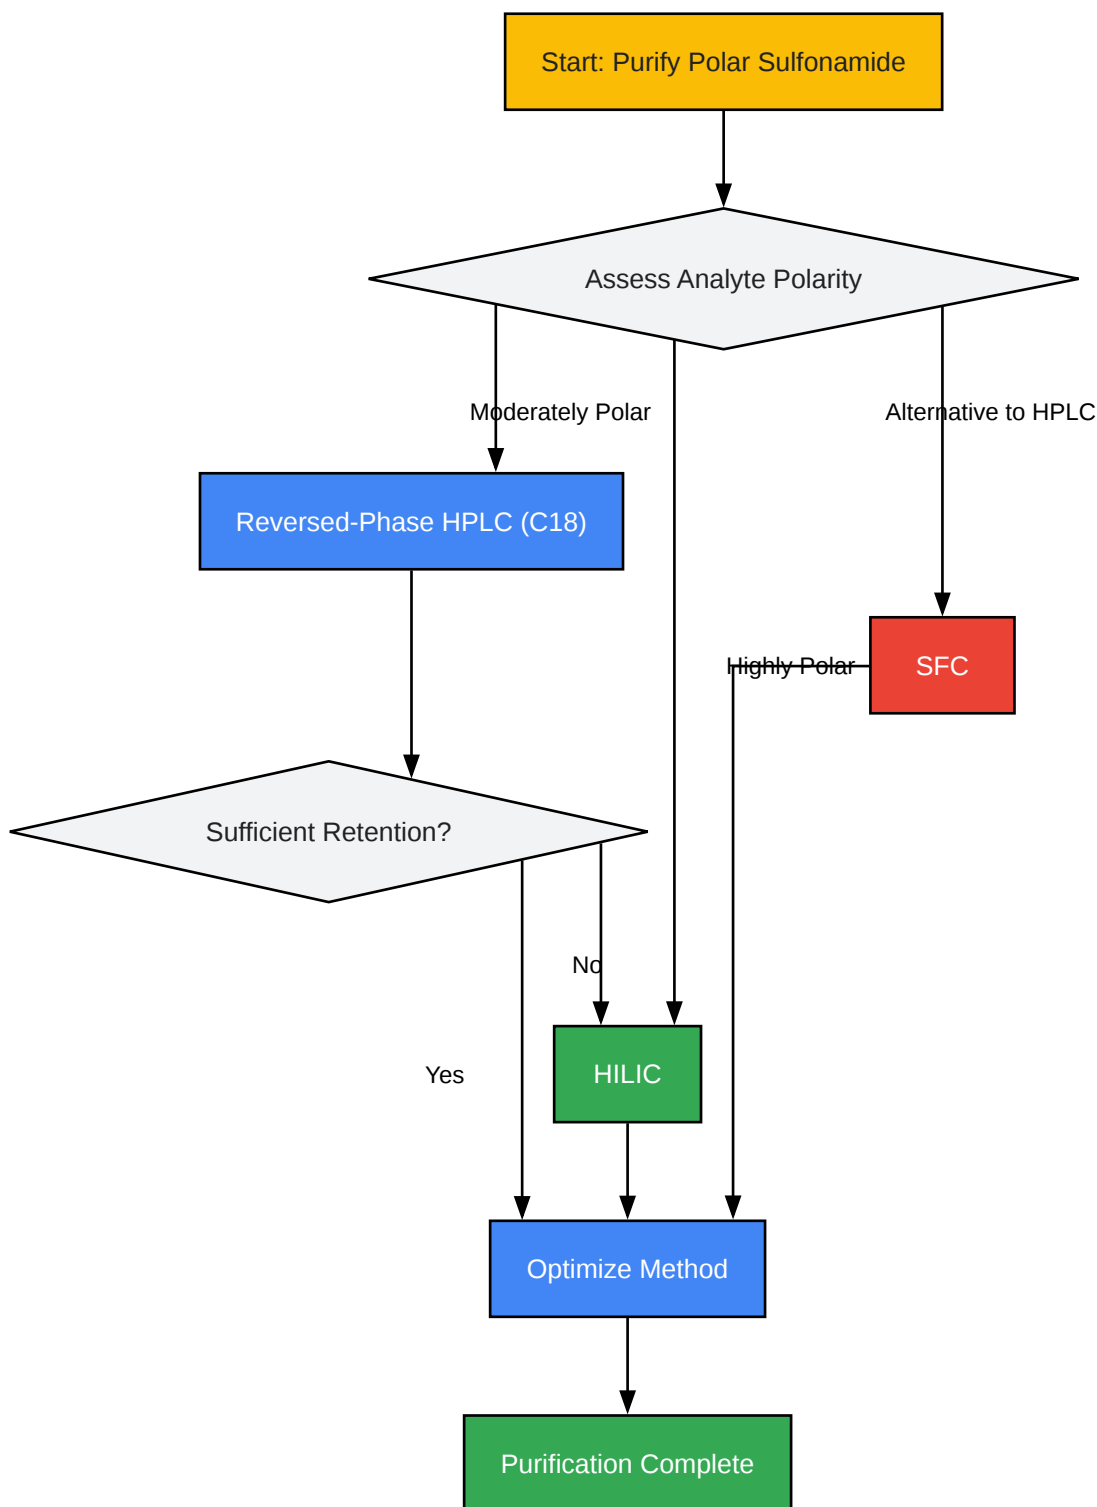 Start: Purify Polar Sulfonamide
Assess Analyte Polarity
Moderately Polar
Alternative to HPLC
Reversed-Phase HPLC (C18)
Highly Polar
SFC
Sufficient Retention?
No
Yes
HILIC
Optimize Method
Purification Complete